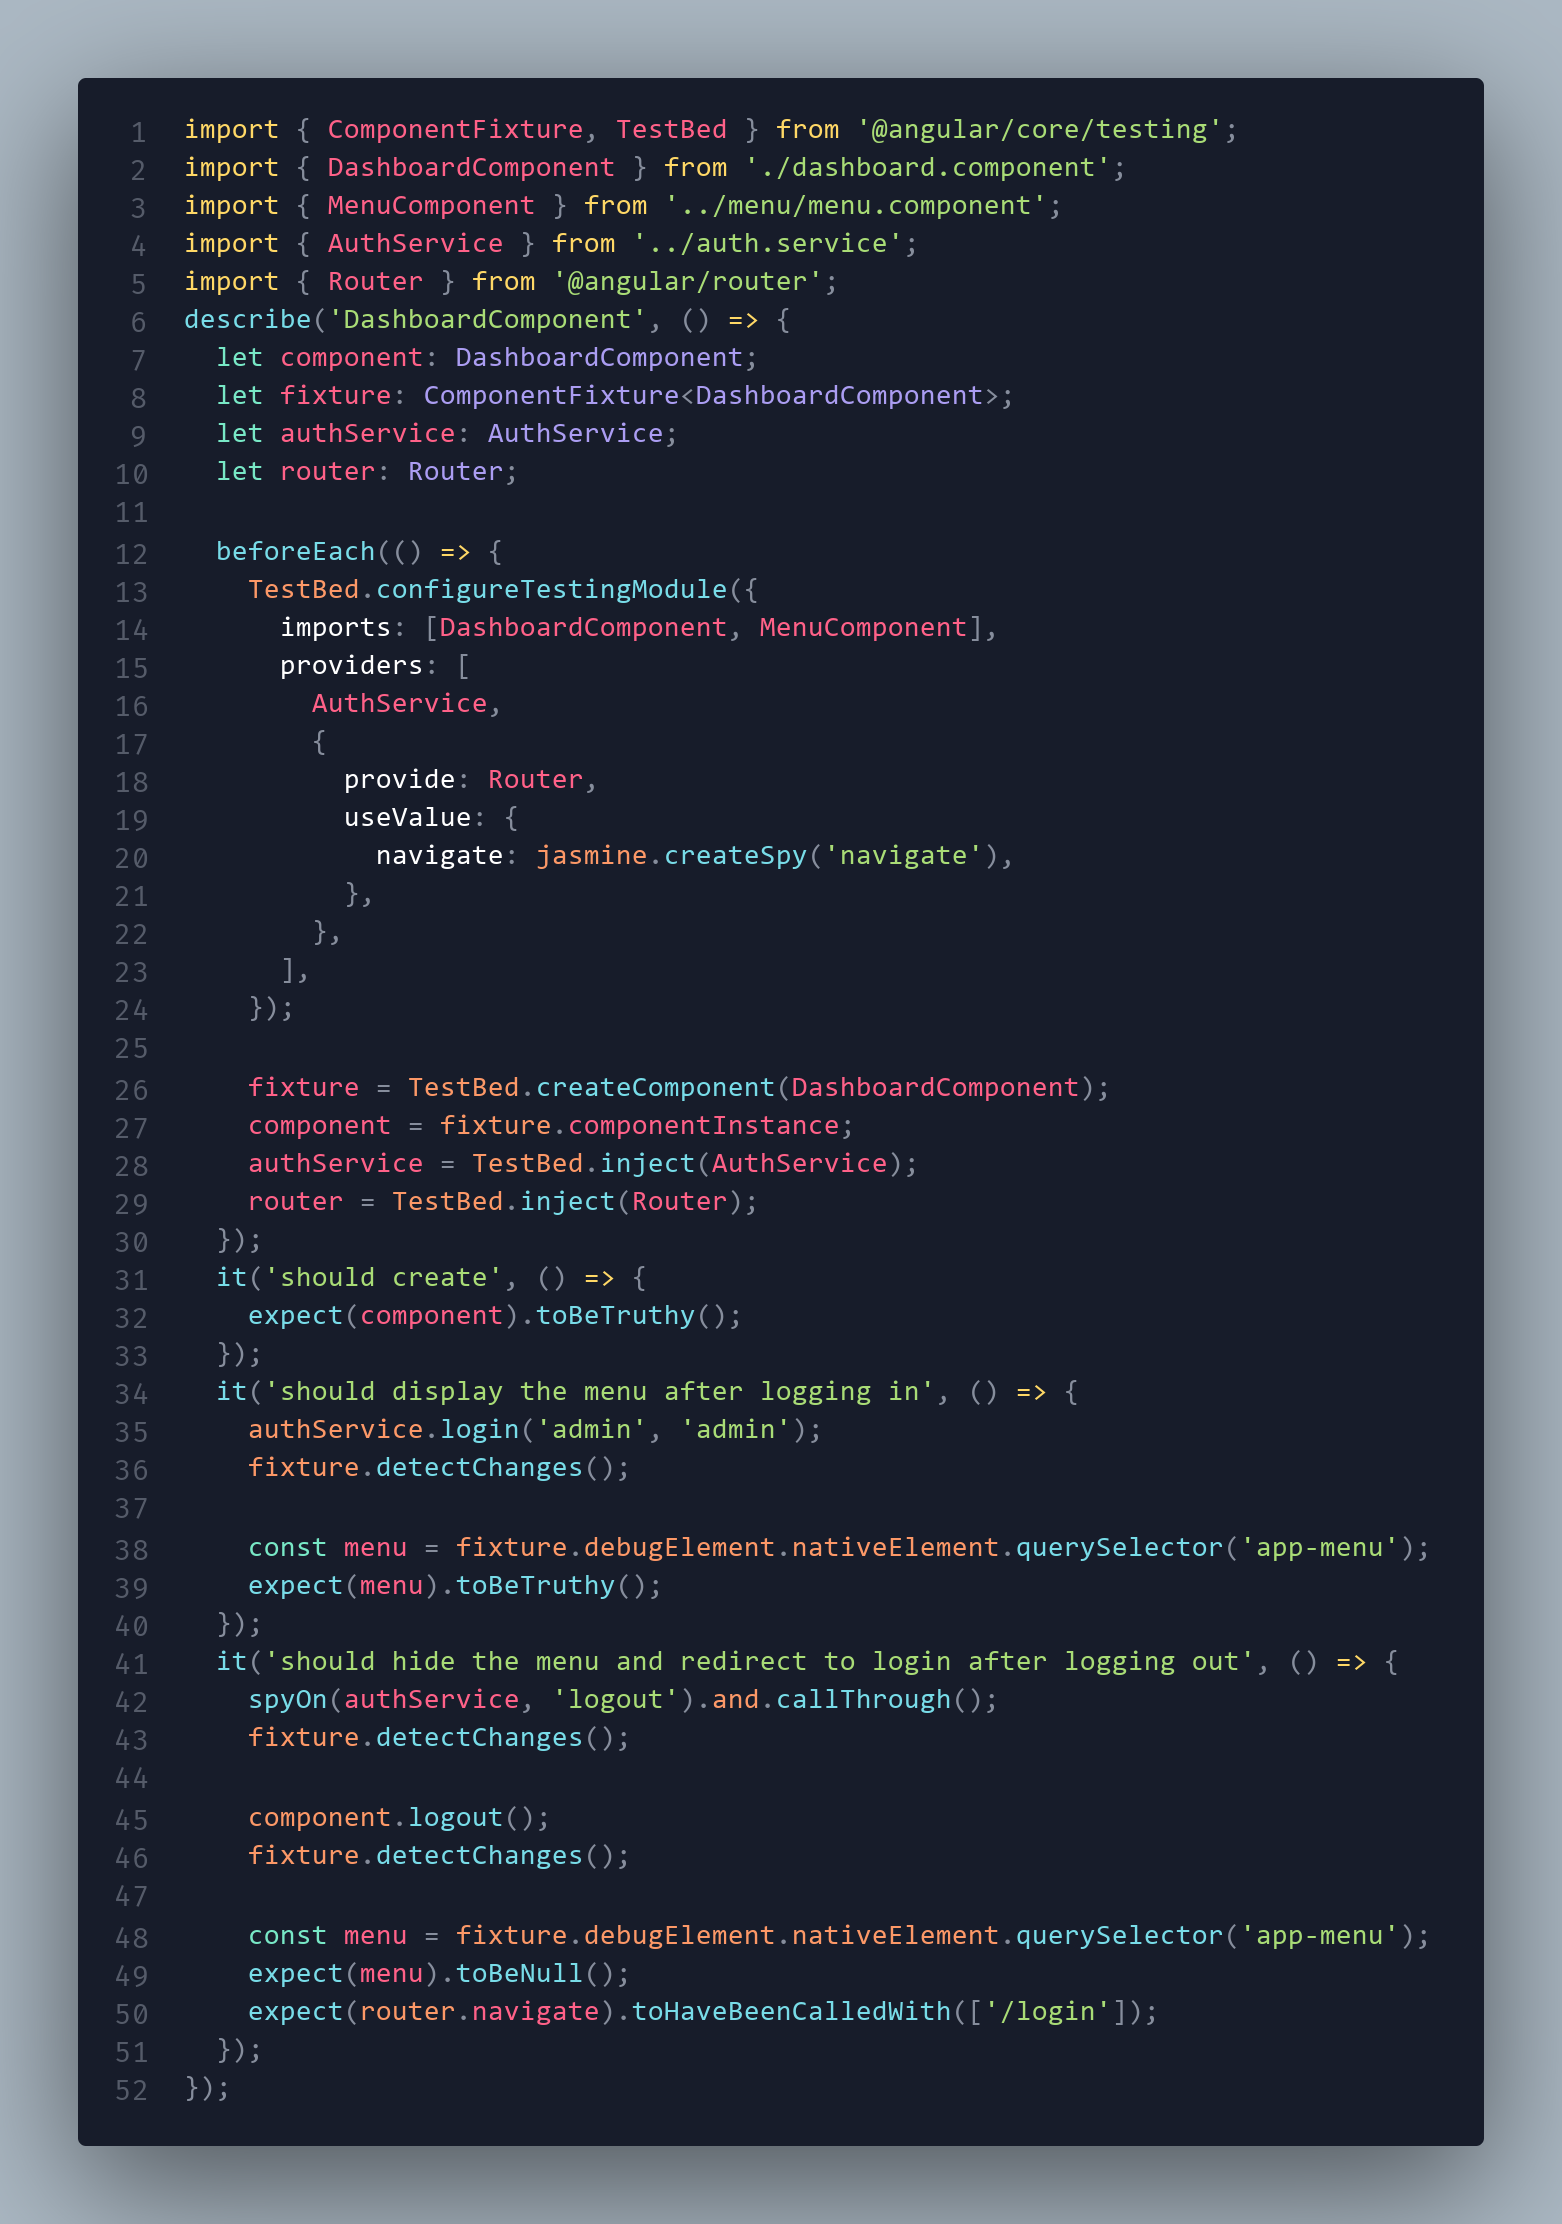 1 import { ComponentFixture, TestBed } from '@angular/core/testing';
2 import { DashboardComponent } from './dashboard.component';
3 import { MenuComponent } from '../menu/menu.component';
4 import { AuthService } from '../auth.service';
5 import { Router } from '@angular/router';
6 describe('DashboardComponent', () => {
7   let component: DashboardComponent;
8   let fixture: ComponentFixture<DashboardComponent>;
9   let authService: AuthService;
10   let router: Router;
11
12   beforeEach(() => {
13     TestBed.configureTestingModule({
14       imports: [DashboardComponent, MenuComponent],
15       providers: [
16         AuthService,
17         {
18           provide: Router,
19           useValue: {
20             navigate: jasmine.createSpy('navigate'),
21           },
22         },
23       ],
24     });
25
26     fixture = TestBed.createComponent(DashboardComponent);
27     component = fixture.componentInstance;
28     authService = TestBed.inject(AuthService);
29     router = TestBed.inject(Router);
30   });
31   it('should create', () => {
32     expect(component).toBeTruthy();
33   });
34   it('should display the menu after logging in', () => {
35     authService.login('admin', 'admin');
36     fixture.detectChanges();
37
38     const menu = fixture.debugElement.nativeElement.querySelector('app-menu');
39     expect(menu).toBeTruthy();
40   });
41   it('should hide the menu and redirect to login after logging out', () => {
42     spyOn(authService, 'logout').and.callThrough();
43     fixture.detectChanges();
44
45     component.logout();
46     fixture.detectChanges();
47
48     const menu = fixture.debugElement.nativeElement.querySelector('app-menu');
49     expect(menu).toBeNull();
50     expect(router.navigate).toHaveBeenCalledWith(['/login']);
51   });
52 });